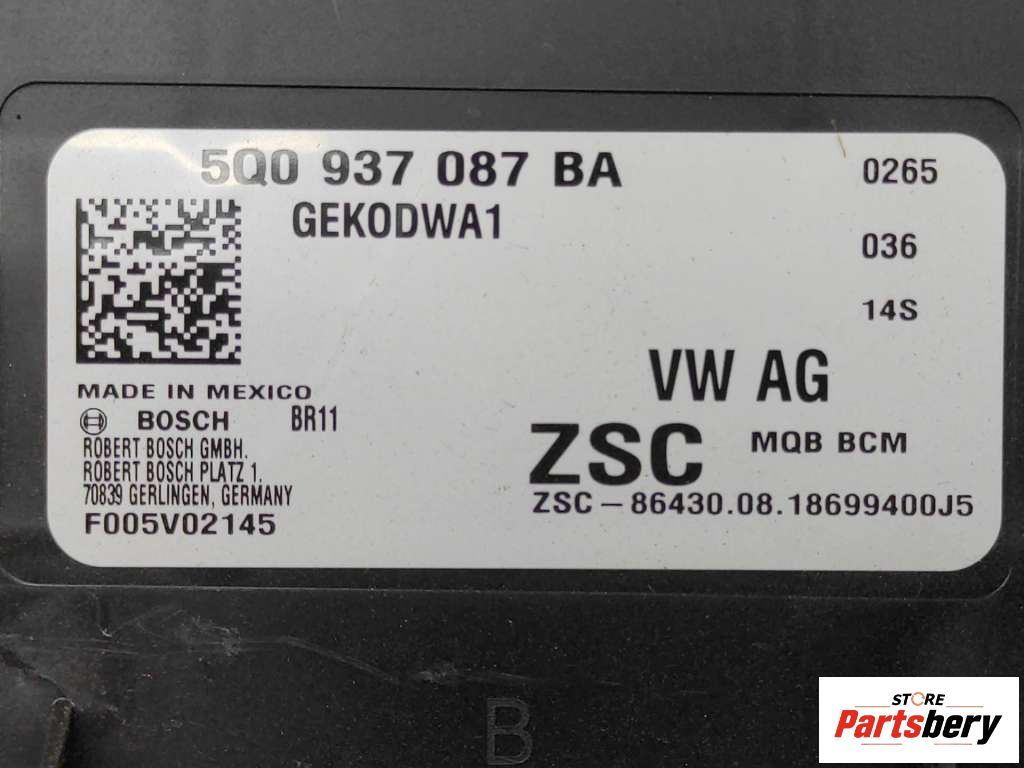 5Q0 937 087 BA 0265
GEKODWA1
036
14S
VW AG
MADE IN MEXICO
BOSCH BR11
ZSC MQB BCM
ROBERT BOSCH GMBH.
ROBERT BOSCH PLATZ 1.
70839 GERLINGEN, GERMANY
ZSC-86430.08.18699400J5
F005V02145
B
STORE
Partsbery